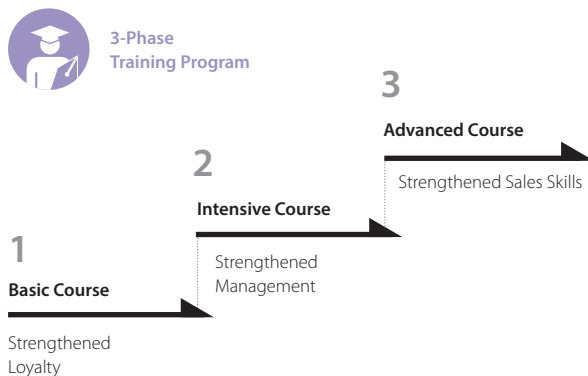 3-Phase
Training Program
1
Basic Course
Strengthened
Loyalty
2
Intensive Course
Strengthened
Management
3
Advanced Course
Strengthened Sales Skills